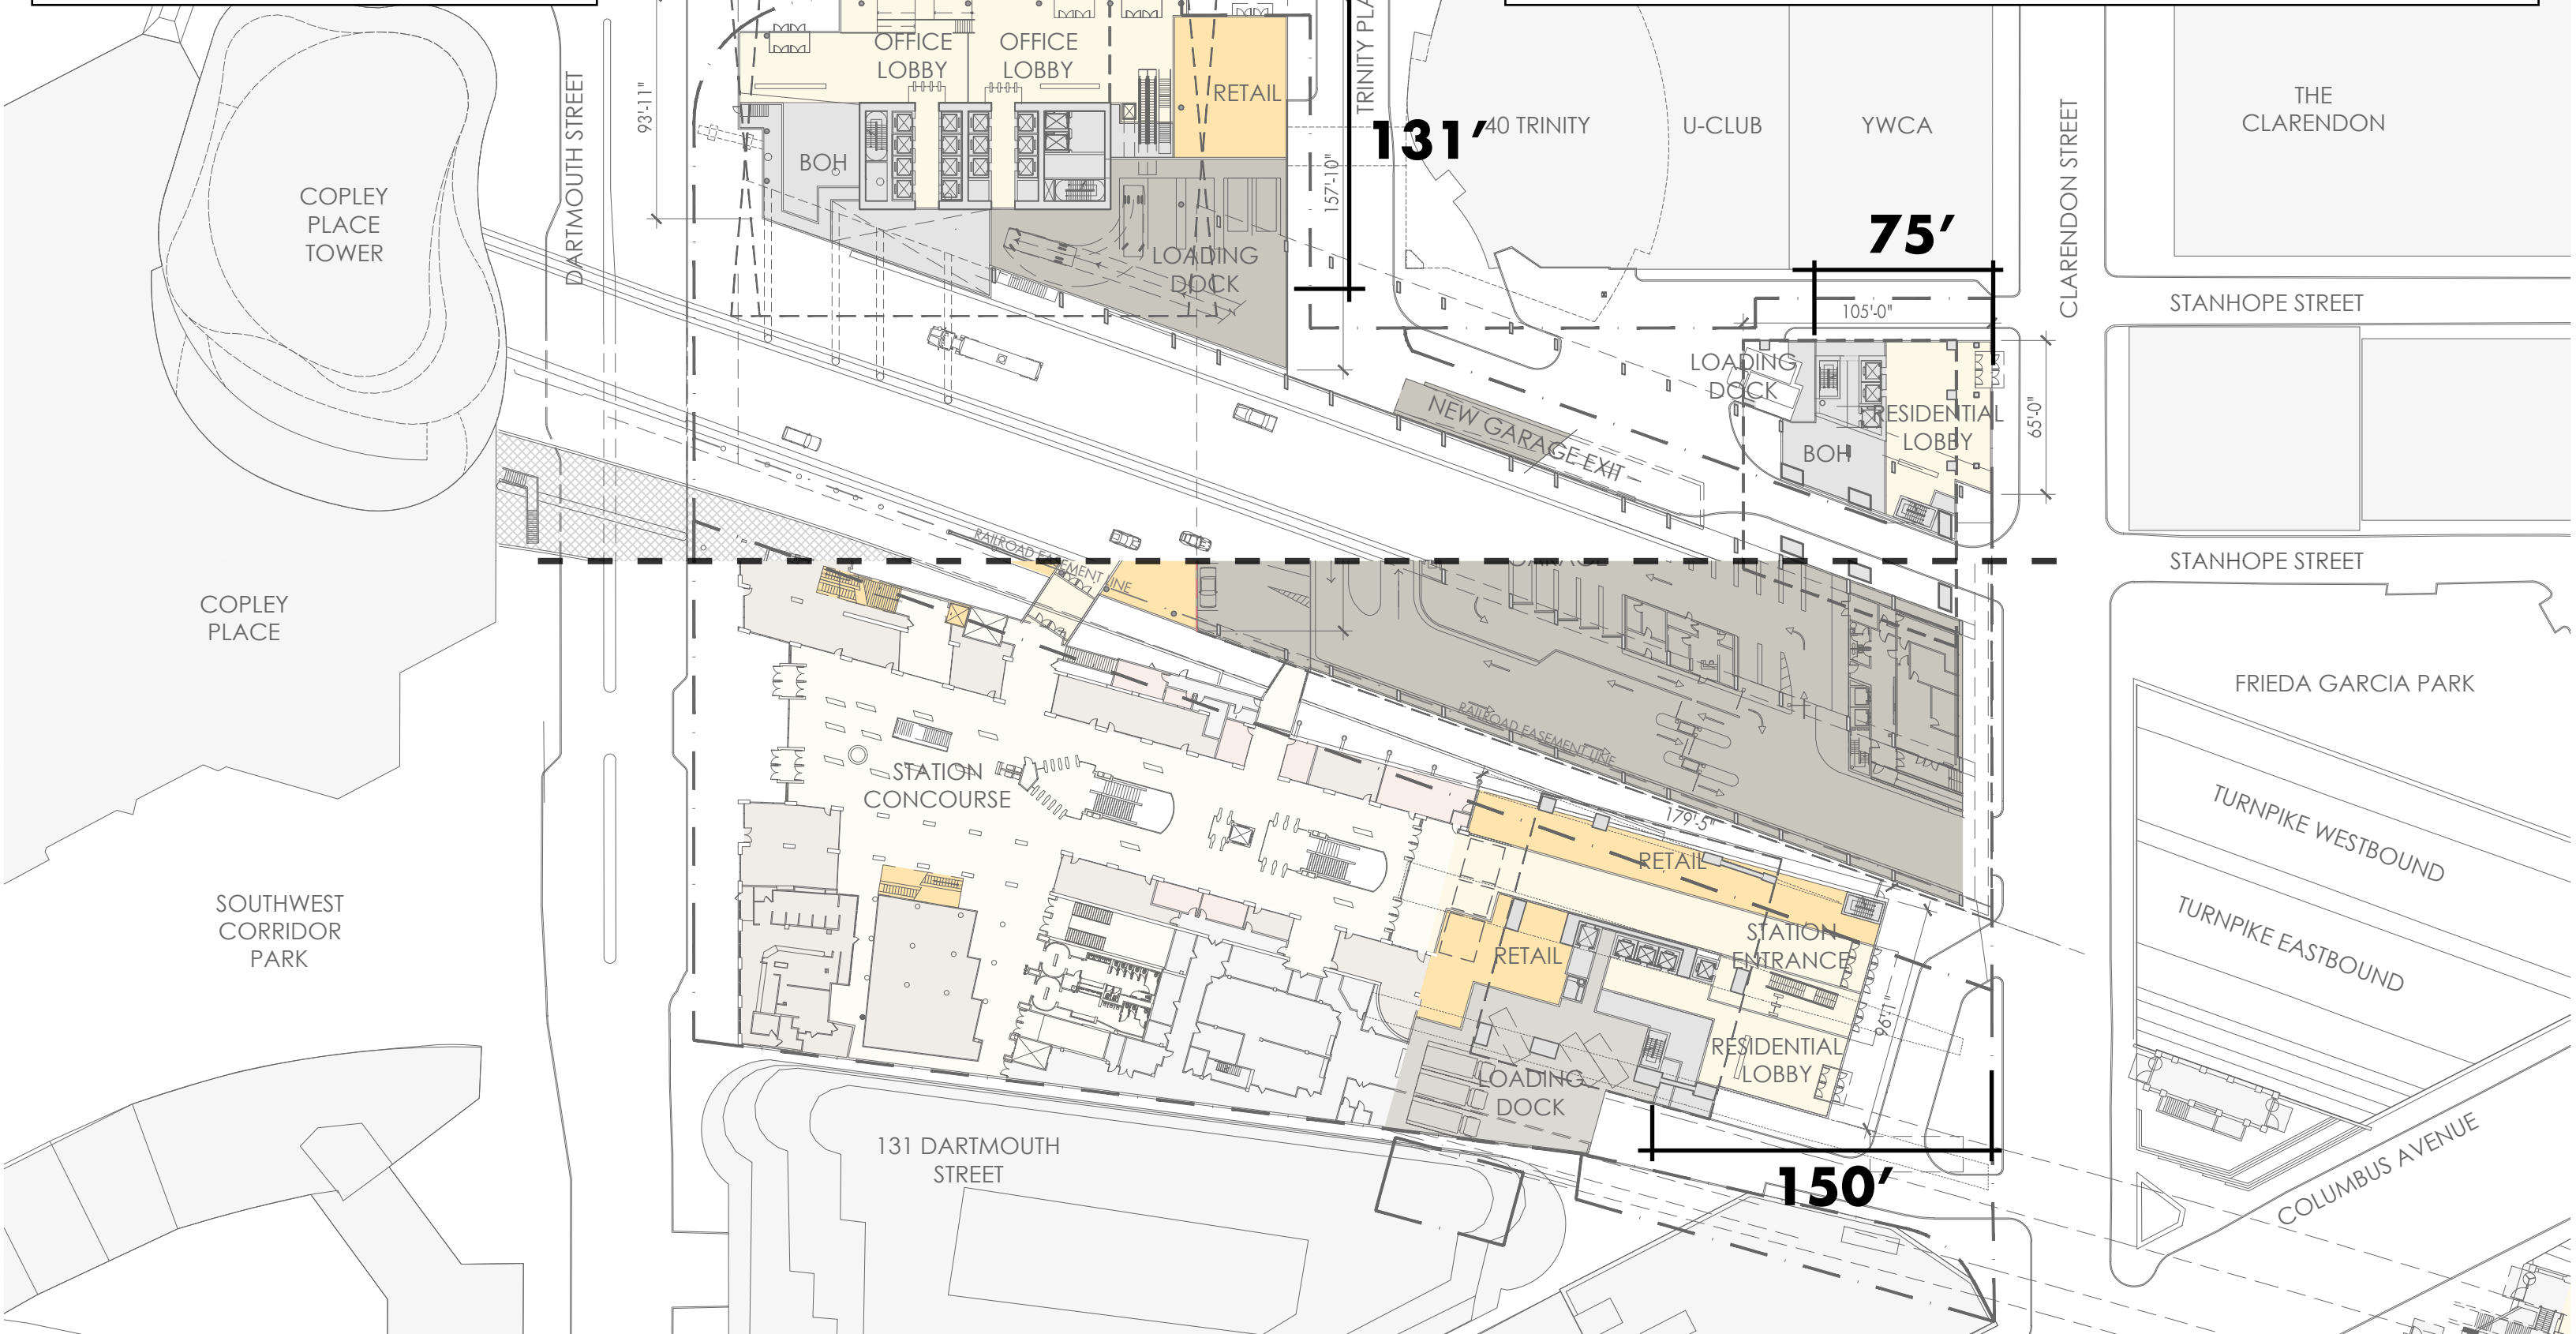 OFFICE
LOBBY
OFFICE
LOBBY
RETAIL
DARTMOUTH STREET
93'-11"
BOH
LOADING
DOCK
157'-10"
131'
40 TRINITY
U-CLUB
YWCA
CLARENDON STREET
THE
CLARENDON
COPLEY
PLACE
TOWER
75'
105'-0"
STANHOPE STREET
LOADING
DOCK
RESIDENTIAL
LOBBY
BOH
65'-0"
NEW GARAGE EXIT
RAILROAD EASEMENT LINE
STANHOPE STREET
COPLEY
PLACE
FRIEDA GARCIA PARK
RAILROAD EASEMENT LINE
STATION
CONCOURSE
179'-5"
RETAIL
TURNPIKE WESTBOUND
TURNPIKE EASTBOUND
SOUTHWEST
CORRIDOR
PARK
RETAIL
STATION
ENTRANCE
RESIDENTIAL
LOBBY
LOADING
DOCK
131 DARTMOUTH
STREET
150'
COLUMBUS AVENUE